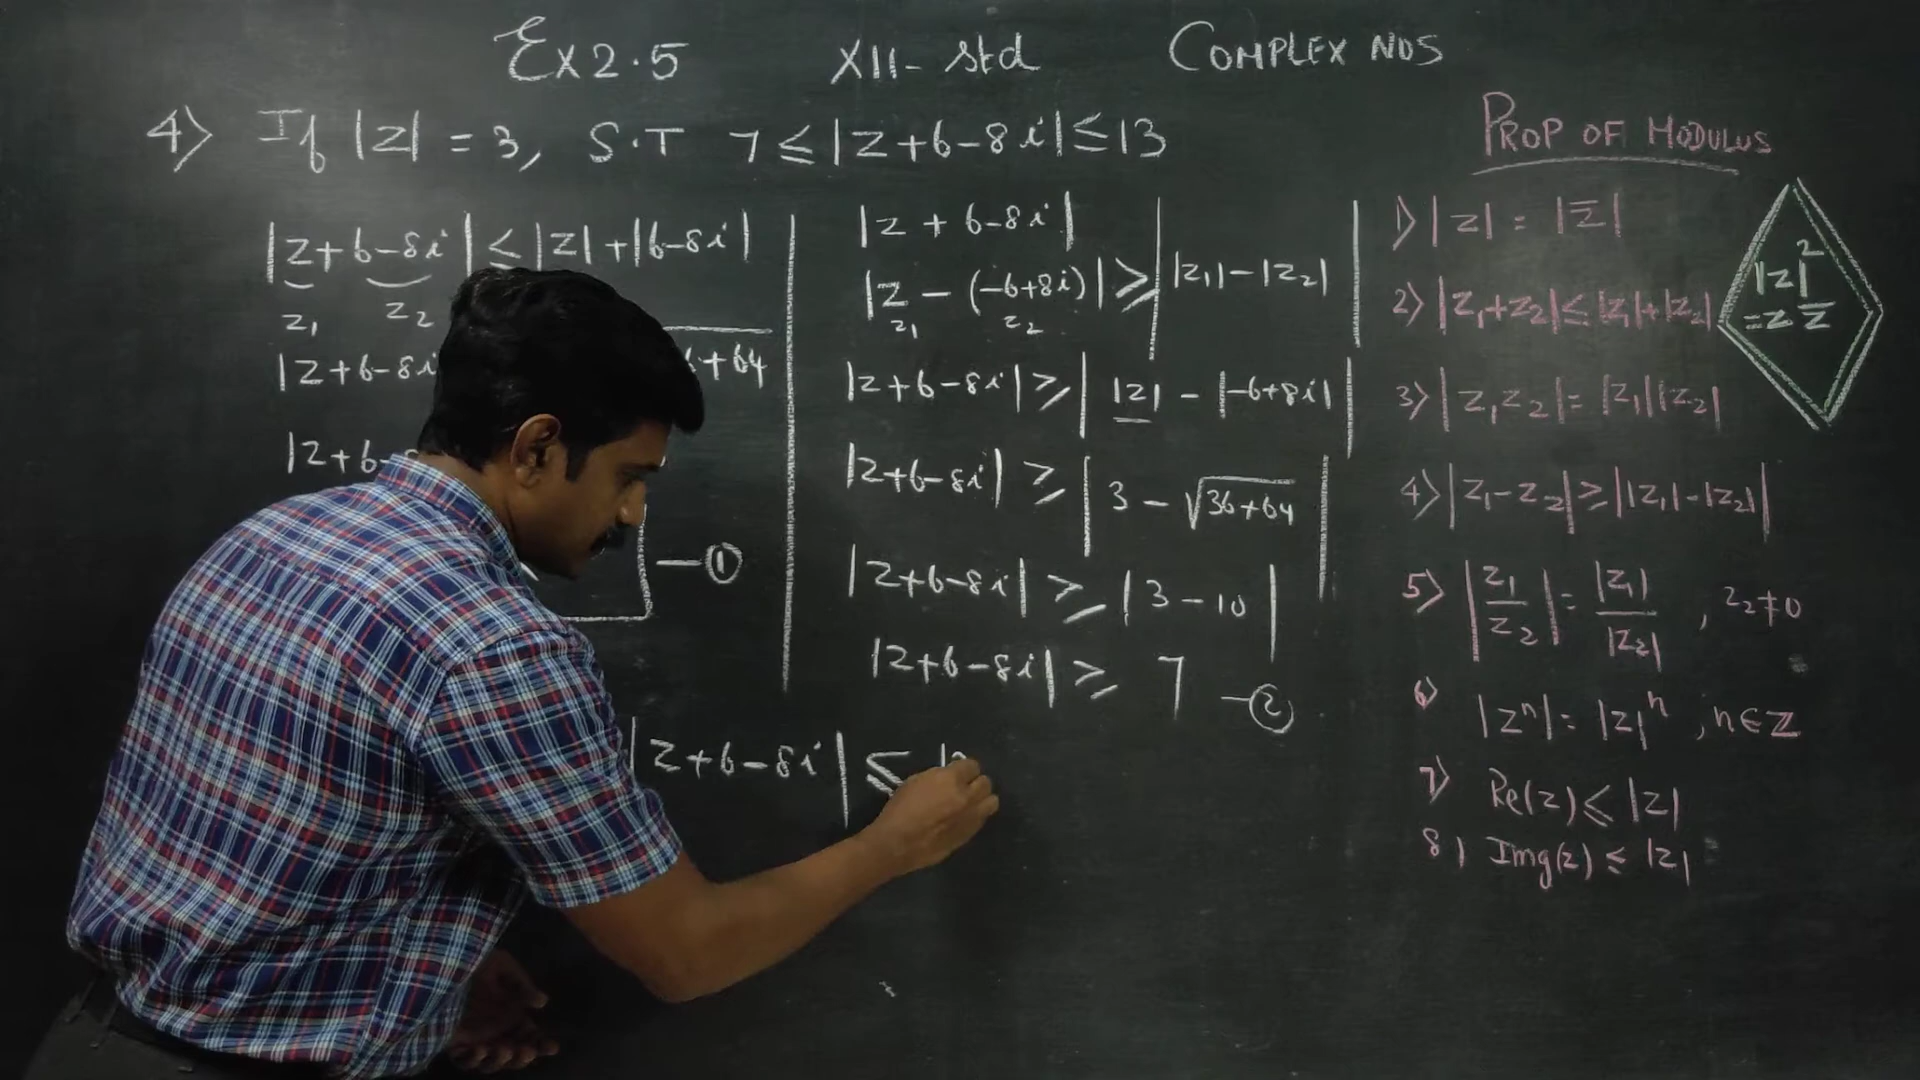 Ex 2.5 XII- std COMPLEX NOS
4) If |z| = 3, S.T 7 ≤ |z+6-8i| ≤ 13
|z+6-8i| ≤ |z|+|6-8i|
z₁ z₂
|z+6-8i
+64
|z+6-
—①
|z + 6-8i|
|z - (-6+8i)| ≥ ||z₁|-|z₂||
z₁ z₂
|z+6-8i| ≥ ||z| - |-6+8i||
|z+6-8i| ≥ |3 - √36+64|
|z+6-8i| ≥ |3-10|
|z+6-8i| ≥ 7 —②
|z+6-8i| ≤
PROP OF MODULUS
1) |z| = |z̅|
2) |z₁+z₂| ≤ |z₁|+|z₂|
3) |z₁z₂| = |z₁||z₂|
4) |z₁-z₂| ≥ ||z₁|-|z₂||
5) |z₁/z₂| = |z₁|/|z₂| , z₂≠0
6) |zⁿ| = |z|ⁿ , n∈Z
7) Re(z) ≤ |z|
8) Img(z) ≤ |z|
|z|²
=z z̅